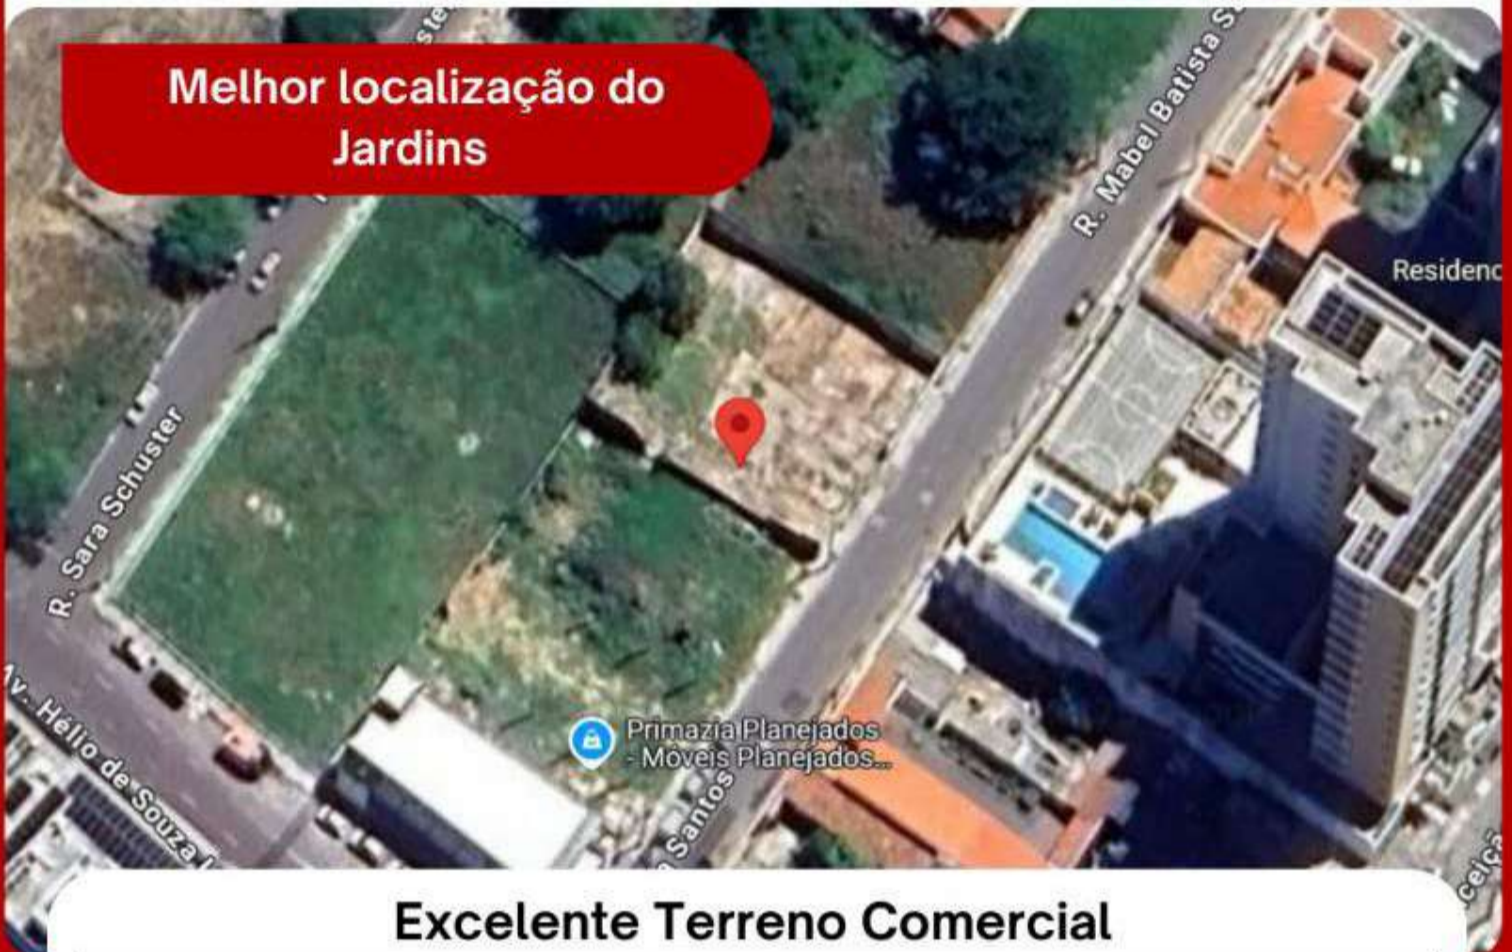 Melhor localização do
Jardins
R. Mabel Batista S
Residenc
R. Sara Schuster
Av. Hélio de Souza
Primazia Planejados
- Móveis Planejados...
Santos
Excelente Terreno Comercial